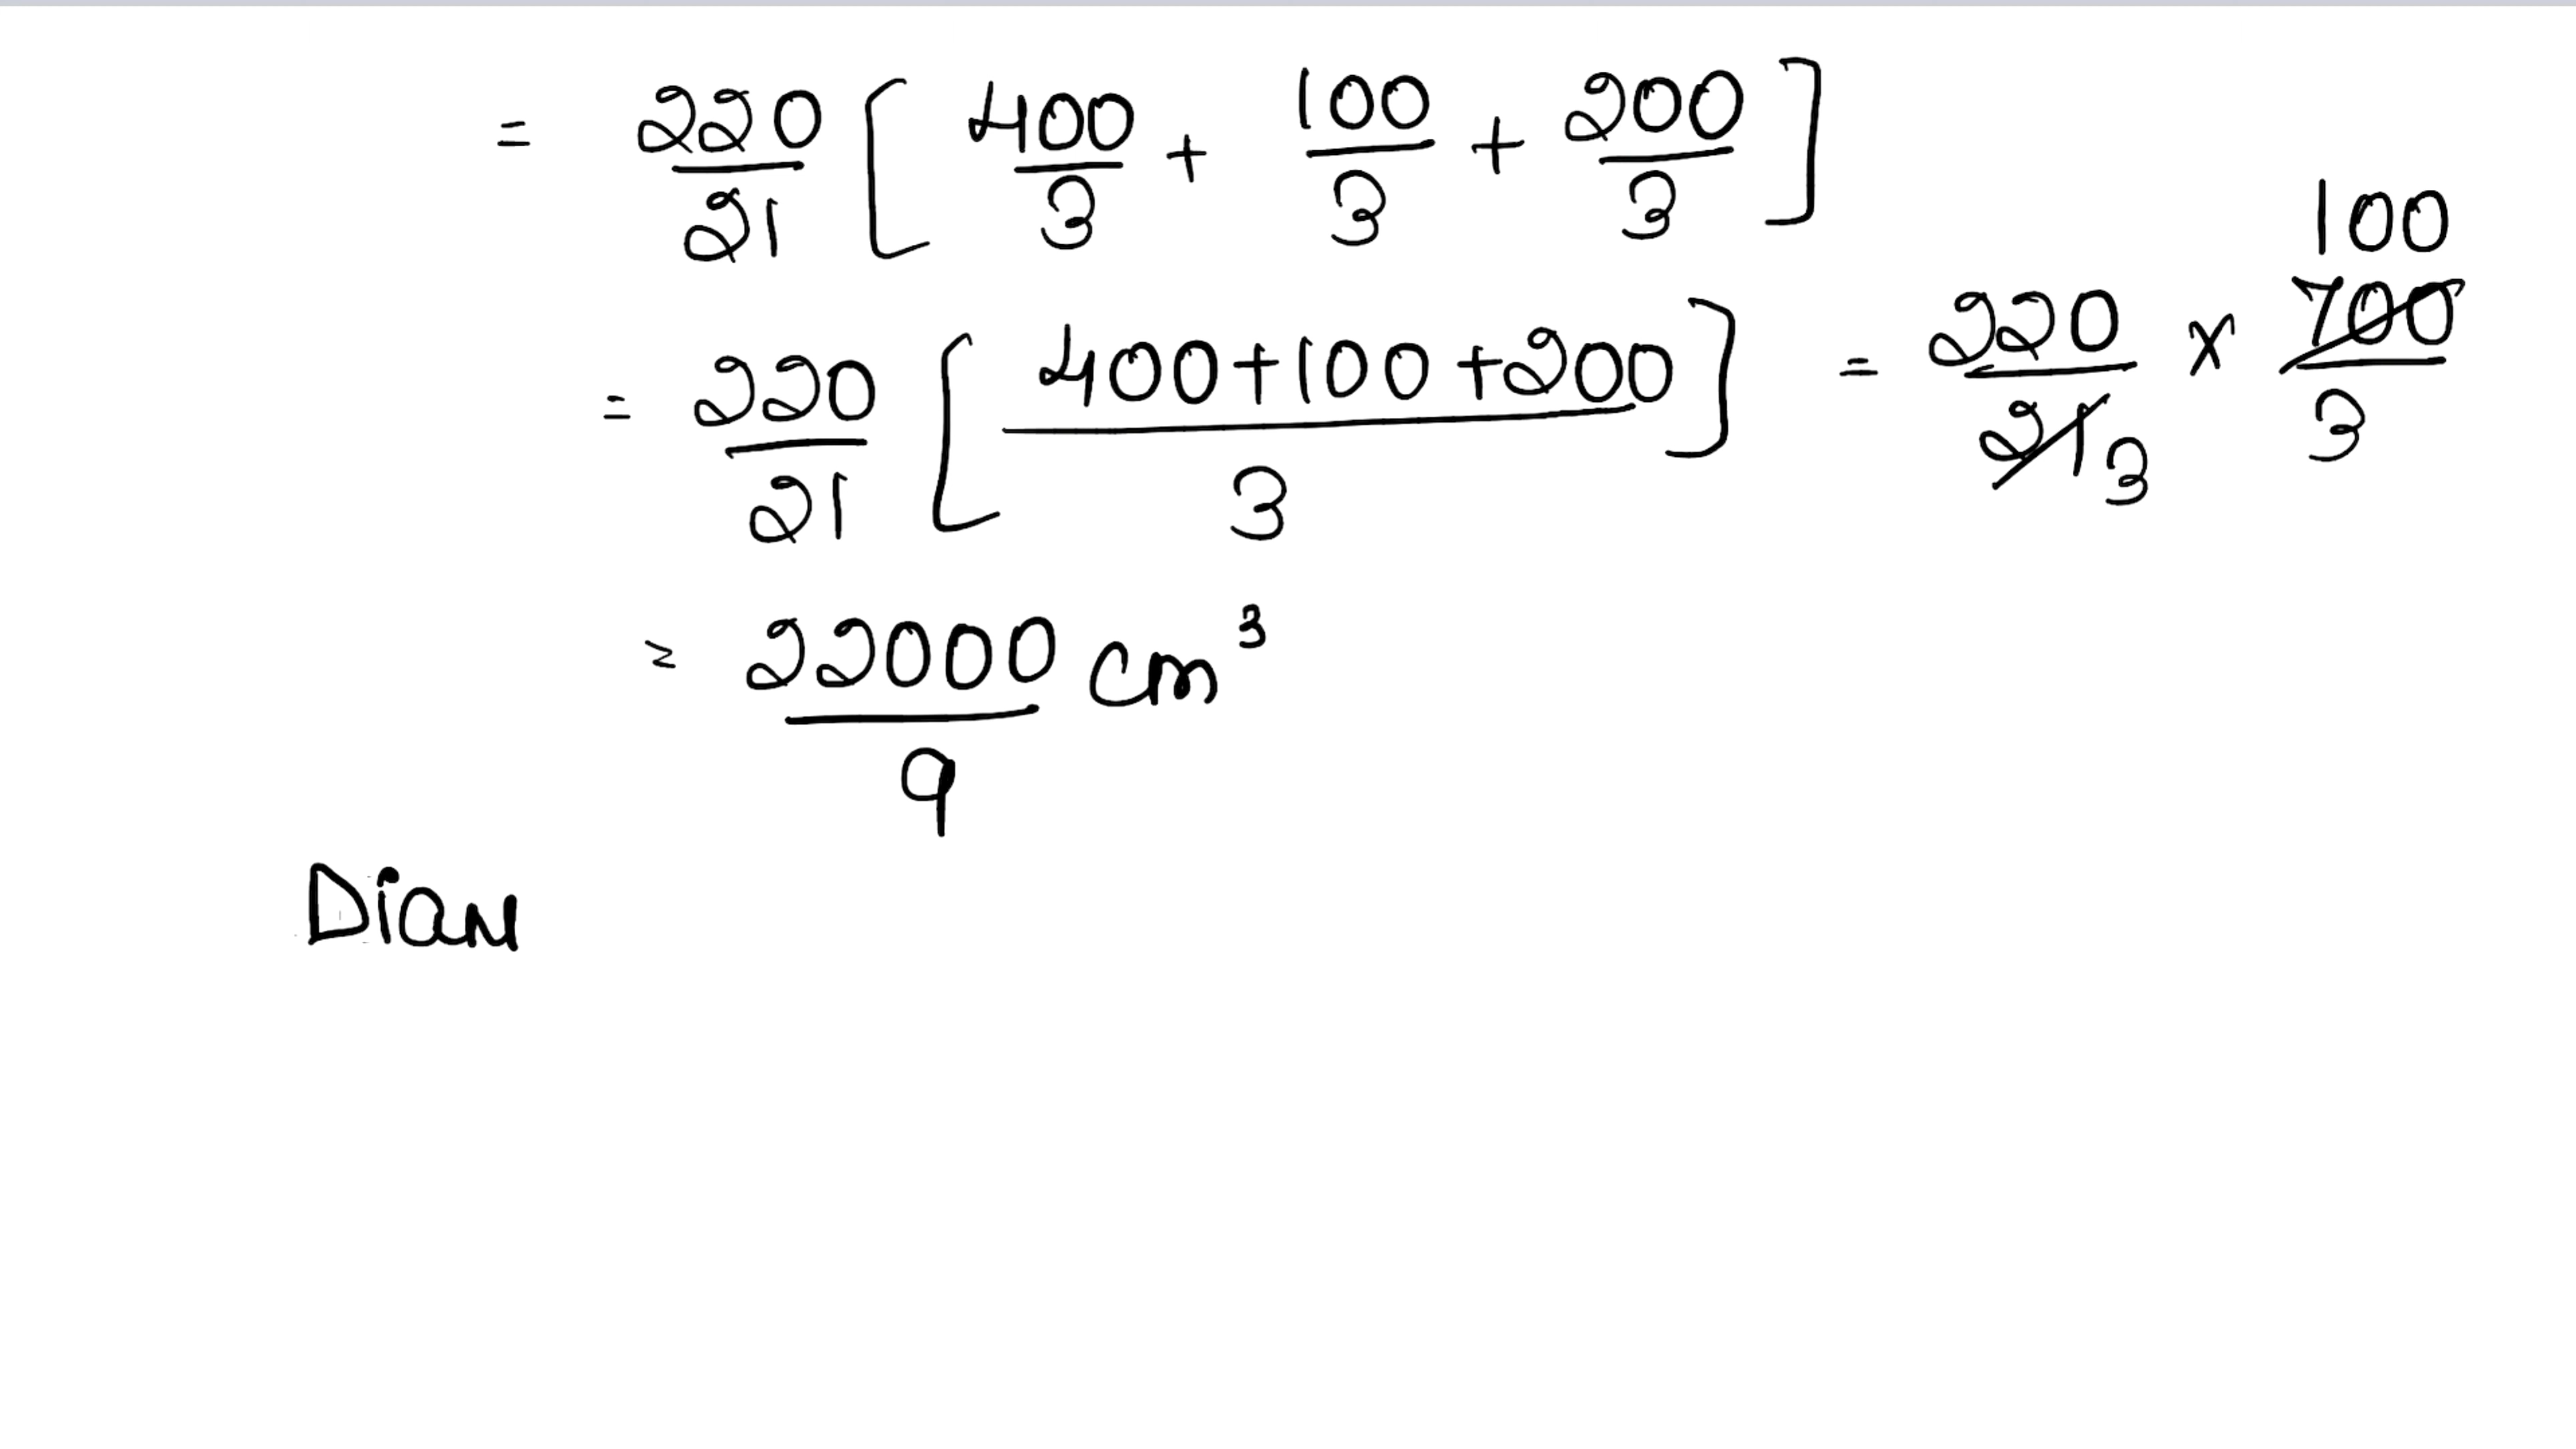 = 220/21 [ 400/3 + 100/3 + 200/3 ]
= 220/21 [ (400+100+200)/3 ] = 220/21 3 × 100 700/3
= 22000/9 cm³
Diam